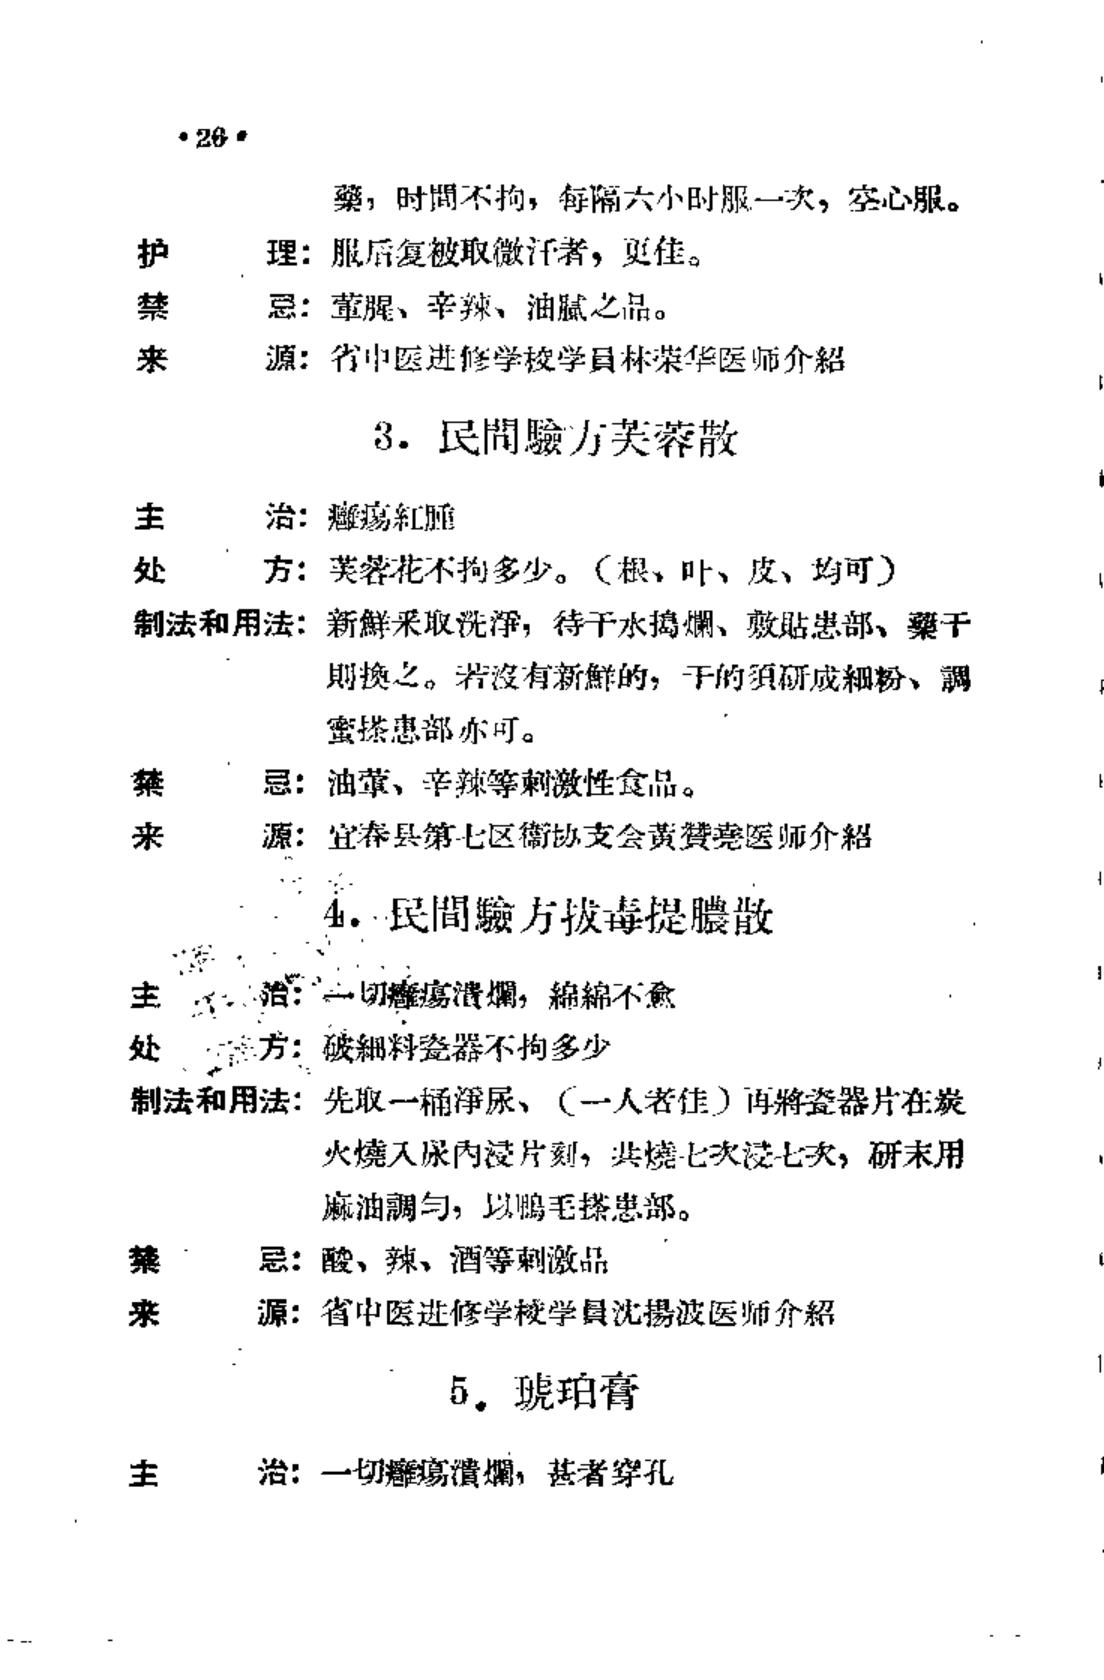 •26•
藥，时間不拘，每隔六小时服一次，空心服。
护 理：服后复被取微汗者，更佳。
禁 忌：葷腥、辛辣、油膩之品。
来 源：省中医进修学校学員林荣华医师介紹
3．民間驗方芙蓉散
主 治：癰瘍紅腫
处 方：芙蓉花不拘多少。（根、叶、皮、均可）
制法和用法：新鮮釆取洗淨，待干水搗爛、敷貼患部、藥干
則換之。若沒有新鮮的，干的須研成細粉、調
蜜搽患部亦可。
禁 忌：油葷、辛辣等刺激性食品。
来 源：宜春县第七区衞协支会黃贊堯医师介紹
4．民間驗方拔毒提膿散
主 治：一切癰瘍潰爛，綿綿不愈
处 方：破細料瓷器不拘多少
制法和用法：先取一桶淨尿、（一人者佳）再將瓷器片在炭
火燒入尿內浸片刻，共燒七次浸七次，研末用
麻油調勻，以鴨毛搽患部。
禁 忌：酸、辣、酒等刺激品
来 源：省中医进修学校学員沈揚波医师介紹
5．琥珀膏
主 治：一切癰瘍潰爛，甚者穿孔